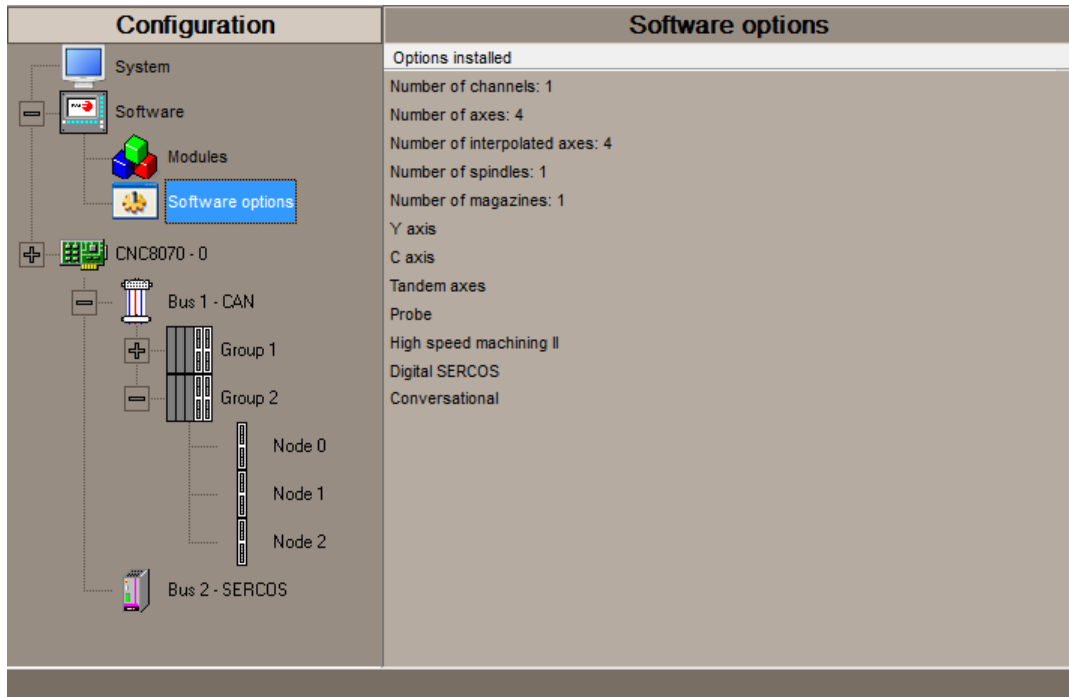 Configuration
System
Software
Modules
Software options
CNC8070 - 0
Bus 1 - CAN
Group 1
Group 2
Node 0
Node 1
Node 2
Bus 2 - SERCOS
Software options
Options installed
Number of channels: 1
Number of axes: 4
Number of interpolated axes: 4
Number of spindles: 1
Number of magazines: 1
Y axis
C axis
Tandem axes
Probe
High speed machining II
Digital SERCOS
Conversational